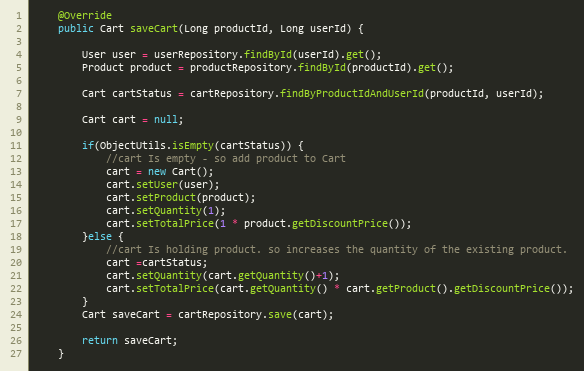 1 @Override
2 public Cart saveCart(Long productId, Long userId) {
3
4 User user = userRepository.findById(userId).get();
5 Product product = productRepository.findById(productId).get();
6
7 Cart cartStatus = cartRepository.findByProductIdAndUserId(productId, userId);
8
9 Cart cart = null;
10
11 if(ObjectUtils.isEmpty(cartStatus)) {
12 //cart Is empty - so add product to Cart
13 cart = new Cart();
14 cart.setUser(user);
15 cart.setProduct(product);
16 cart.setQuantity(1);
17 cart.setTotalPrice(1 * product.getDiscountPrice());
18 }else {
19 //cart Is holding product. so increases the quantity of the existing product.
20 cart =cartStatus;
21 cart.setQuantity(cart.getQuantity()+1);
22 cart.setTotalPrice(cart.getQuantity() * cart.getProduct().getDiscountPrice());
23 }
24 Cart saveCart = cartRepository.save(cart);
25
26 return saveCart;
27 }